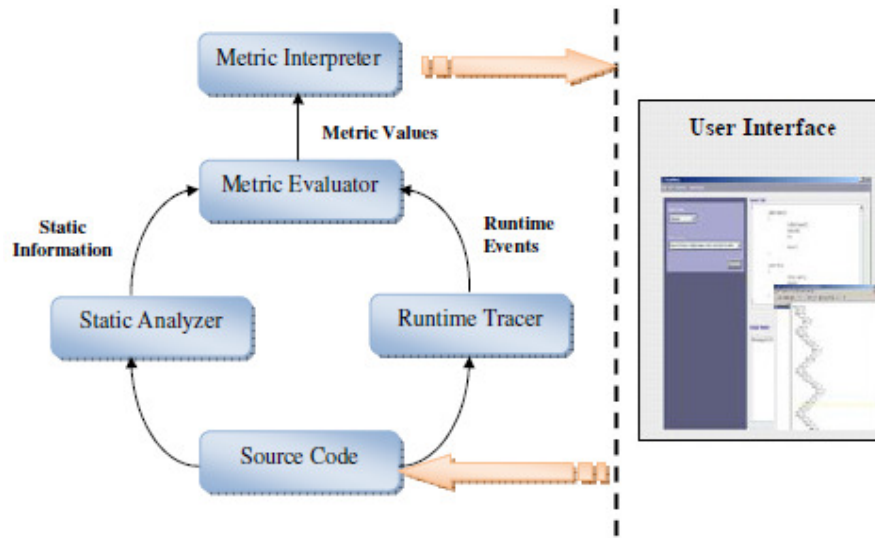 Metric Interpreter
Metric Values
User Interface
Metric Evaluator
Static
Information
Runtime
Events
Static Analyzer
Runtime Tracer
Source Code